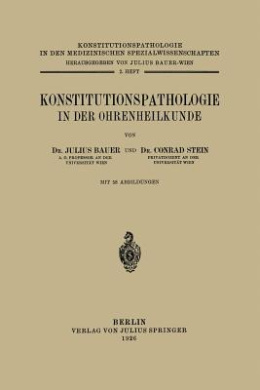 KONSTITUTIONSPATHOLOGIE
IN DEN MEDIZINISCHEN SPEZIALWISSENSCHAFTEN
HERAUSGEGEBEN VON JULIUS BAUER-WIEN
2. HEFT
KONSTITUTIONSPATHOLOGIE
IN DER OHRENHEILKUNDE
VON
DR. JULIUS BAUER UND DR. CONRAD STEIN
A. O. PROFESSOR AN DER PRIVATDOZENT AN DER
UNIVERSITÄT WIEN UNIVERSITÄT WIEN
MIT ABBILDUNGEN
BERLIN
VERLAG VON JULIUS SPRINGER
1926